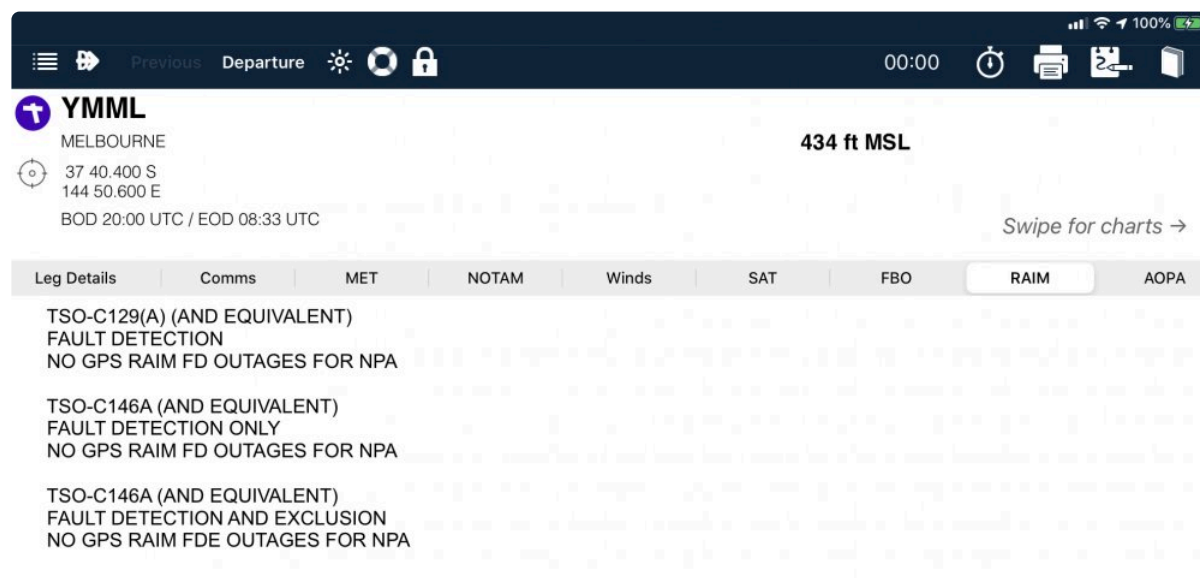 100%
Previous Departure 00:00
YMML
MELBOURNE
434 ft MSL
37 40.400 S
144 50.600 E
BOD 20:00 UTC / EOD 08:33 UTC
Swipe for charts →
Leg Details Comms MET NOTAM Winds SAT FBO RAIM AOPA
TSO-C129(A) (AND EQUIVALENT)
FAULT DETECTION
NO GPS RAIM FD OUTAGES FOR NPA
TSO-C146A (AND EQUIVALENT)
FAULT DETECTION ONLY
NO GPS RAIM FD OUTAGES FOR NPA
TSO-C146A (AND EQUIVALENT)
FAULT DETECTION AND EXCLUSION
NO GPS RAIM FDE OUTAGES FOR NPA